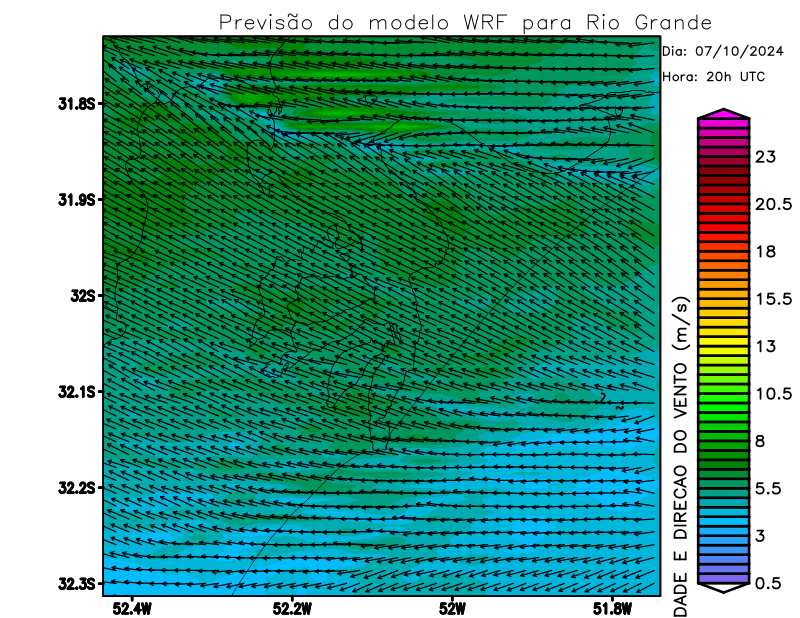 Previsão do modelo WRF para Rio Grande
Dia: 07/10/2024
Hora: 20h UTC
31.8S
31.9S
32S
32.1S
32.2S
32.3S
52.4W
52.2W
52W
51.8W
DADE E DIRECAO DO VENTO (m/s)
23
20.5
18
15.5
13
10.5
8
5.5
3
0.5